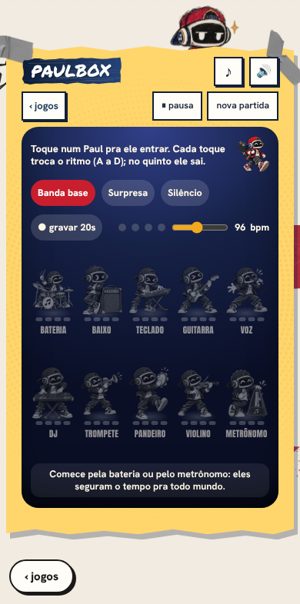 PAULBOX
‹ jogos
pausa
nova partida
Toque num Paul pra ele entrar. Cada toque
troca o ritmo (A a D); no quinto ele sai.
Banda base
Surpresa
Silêncio
gravar 20s
96 bpm
BATERIA
BAIXO
TECLADO
GUITARRA
VOZ
DJ
TROMPETE
PANDEIRO
VIOLINO
METRÔNOMO
Comece pela bateria ou pelo metrônomo: eles
seguram o tempo pra todo mundo.
‹ jogos